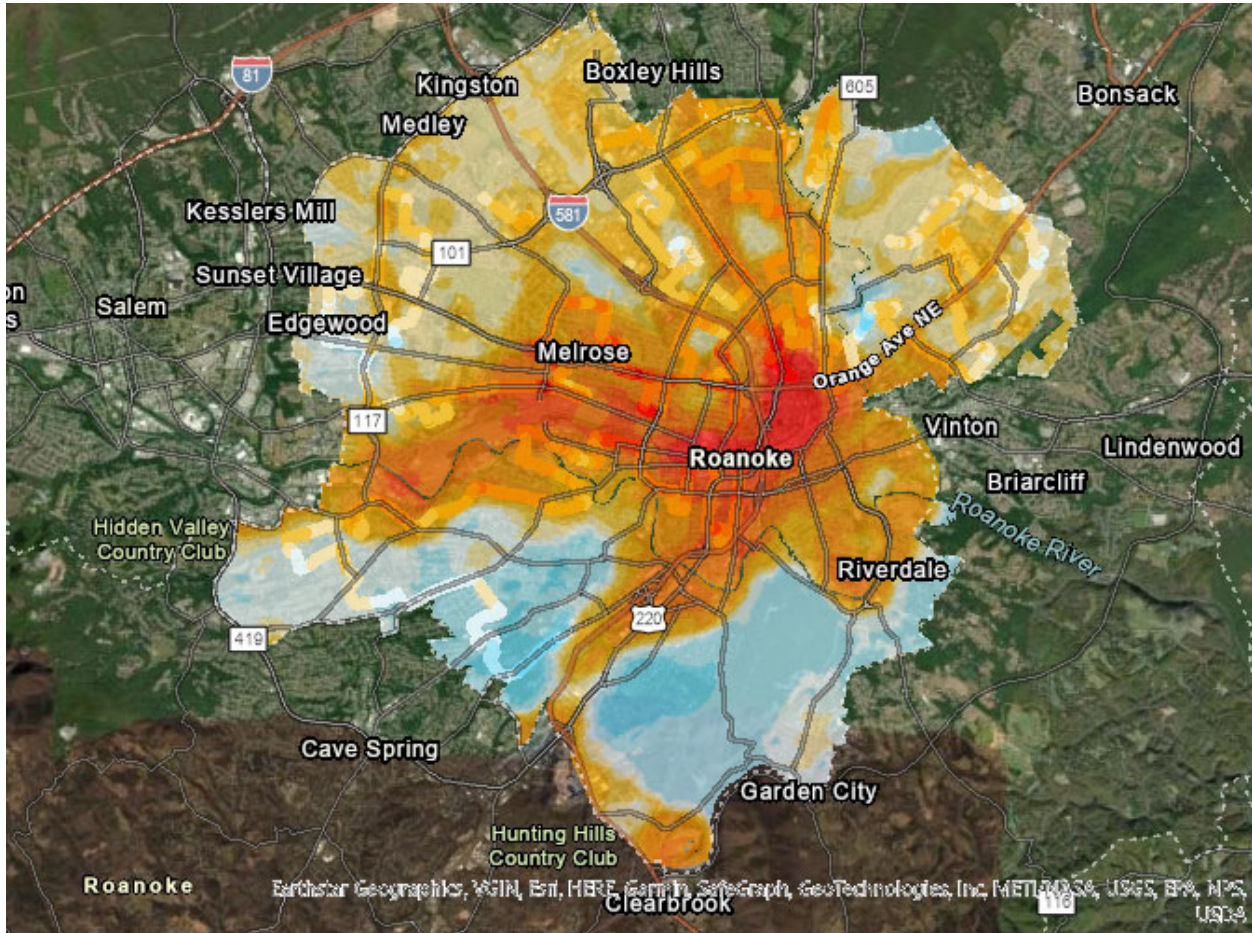 Kingston
Boxley Hills
81
605
Bonsack
Medley
Kesslers Mill
581
101
Sunset Village
Salem
Edgewood
Melrose
Orange Ave NE
117
Vinton
Roanoke
Lindenwood
Briarcliff
Hidden Valley
Country Club
Roanoke River
Riverdale
220
419
Cave Spring
Garden City
Hunting Hills
Country Club
Roanoke
Earthstar Geographics, VGIN, Esri, HERE, Garmin, SafeGraph, GeoTechnologies, Inc, METI/NASA, USGS, EPA, NPS,
USDA
Clearbrook
116